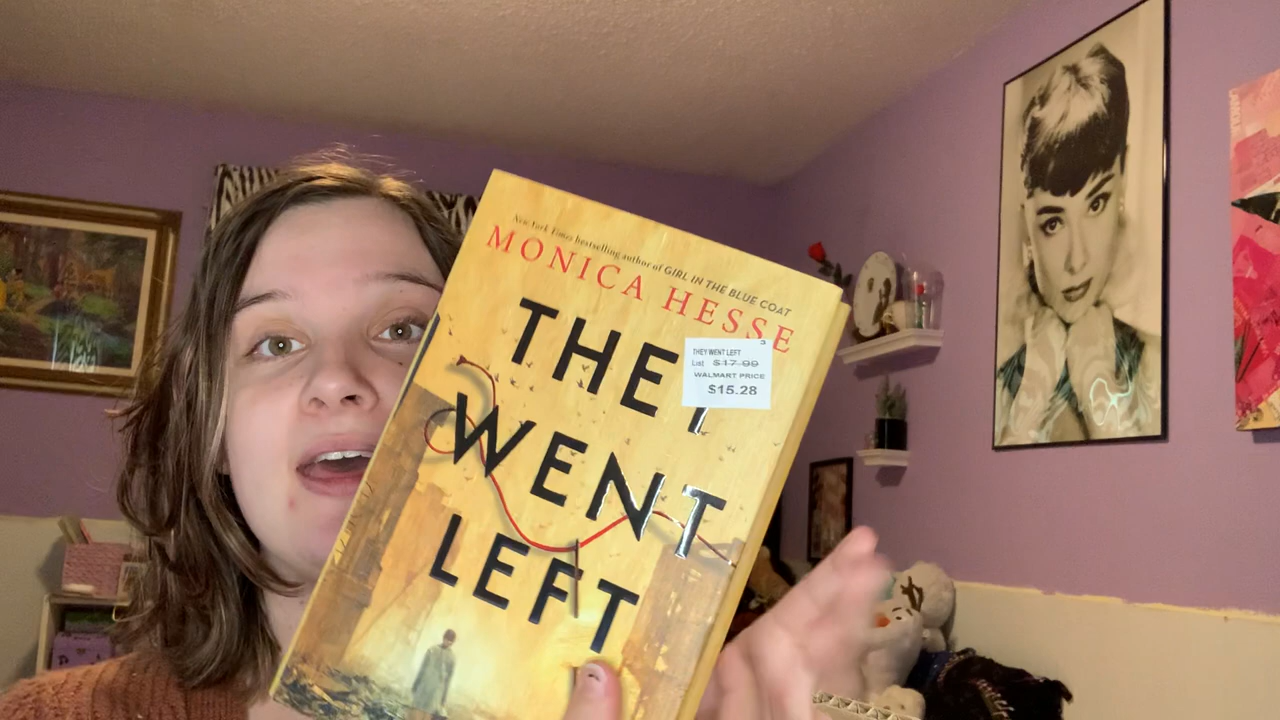 New York Times bestselling author of GIRL IN THE BLUE COAT
MONICA HESSE
THEY
WENT
LEFT
3
THEY WENT LEFT
List $17.99
WALMART PRICE
$15.28